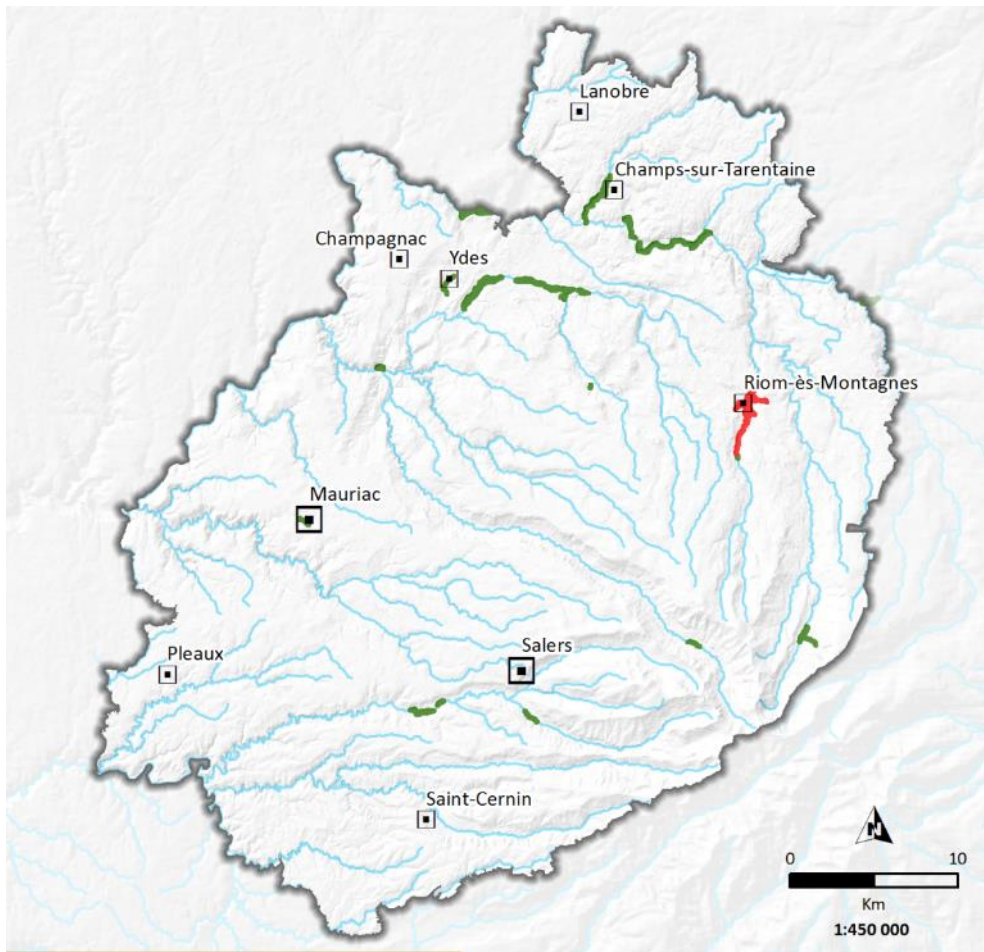 Lanobre
Champs-sur-Tarentaine
Champagnac
Ydes
Riom-ès-Montagnes
Mauriac
Salers
Pleaux
Saint-Cernin
N
0 10
Km
1:450 000